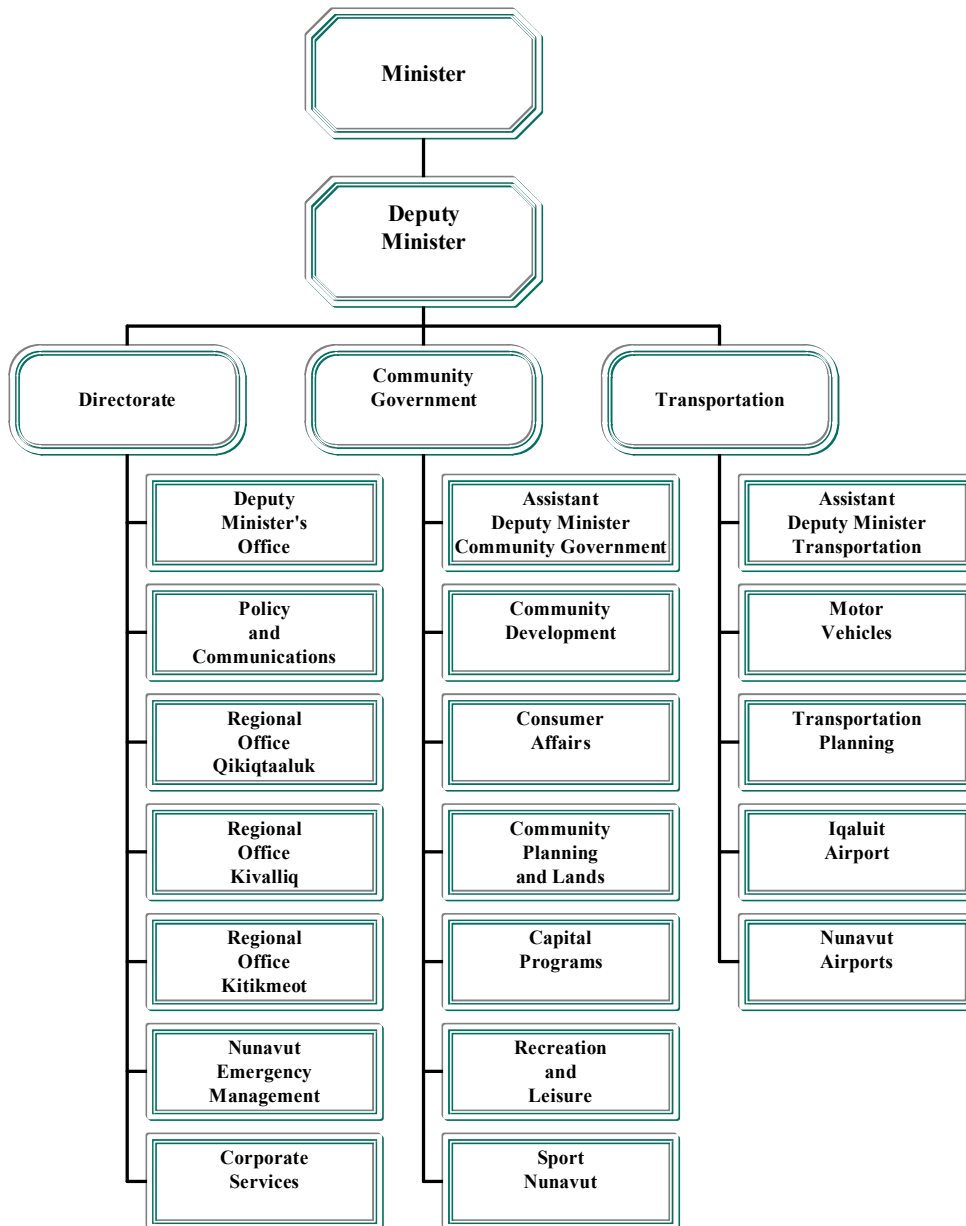 Minister
Deputy
Minister
Directorate
Community
Government
Transportation
Deputy
Minister's
Office
Policy
and
Communications
Regional
Office
Qikiqtaaluk
Regional
Office
Kivalliq
Regional
Office
Kitikmeot
Nunavut
Emergency
Management
Corporate
Services
Assistant
Deputy Minister
Community Government
Community
Development
Consumer
Affairs
Community
Planning
and Lands
Capital
Programs
Recreation
and
Leisure
Sport
Nunavut
Assistant
Deputy Minister
Transportation
Motor
Vehicles
Transportation
Planning
Iqaluit
Airport
Nunavut
Airports